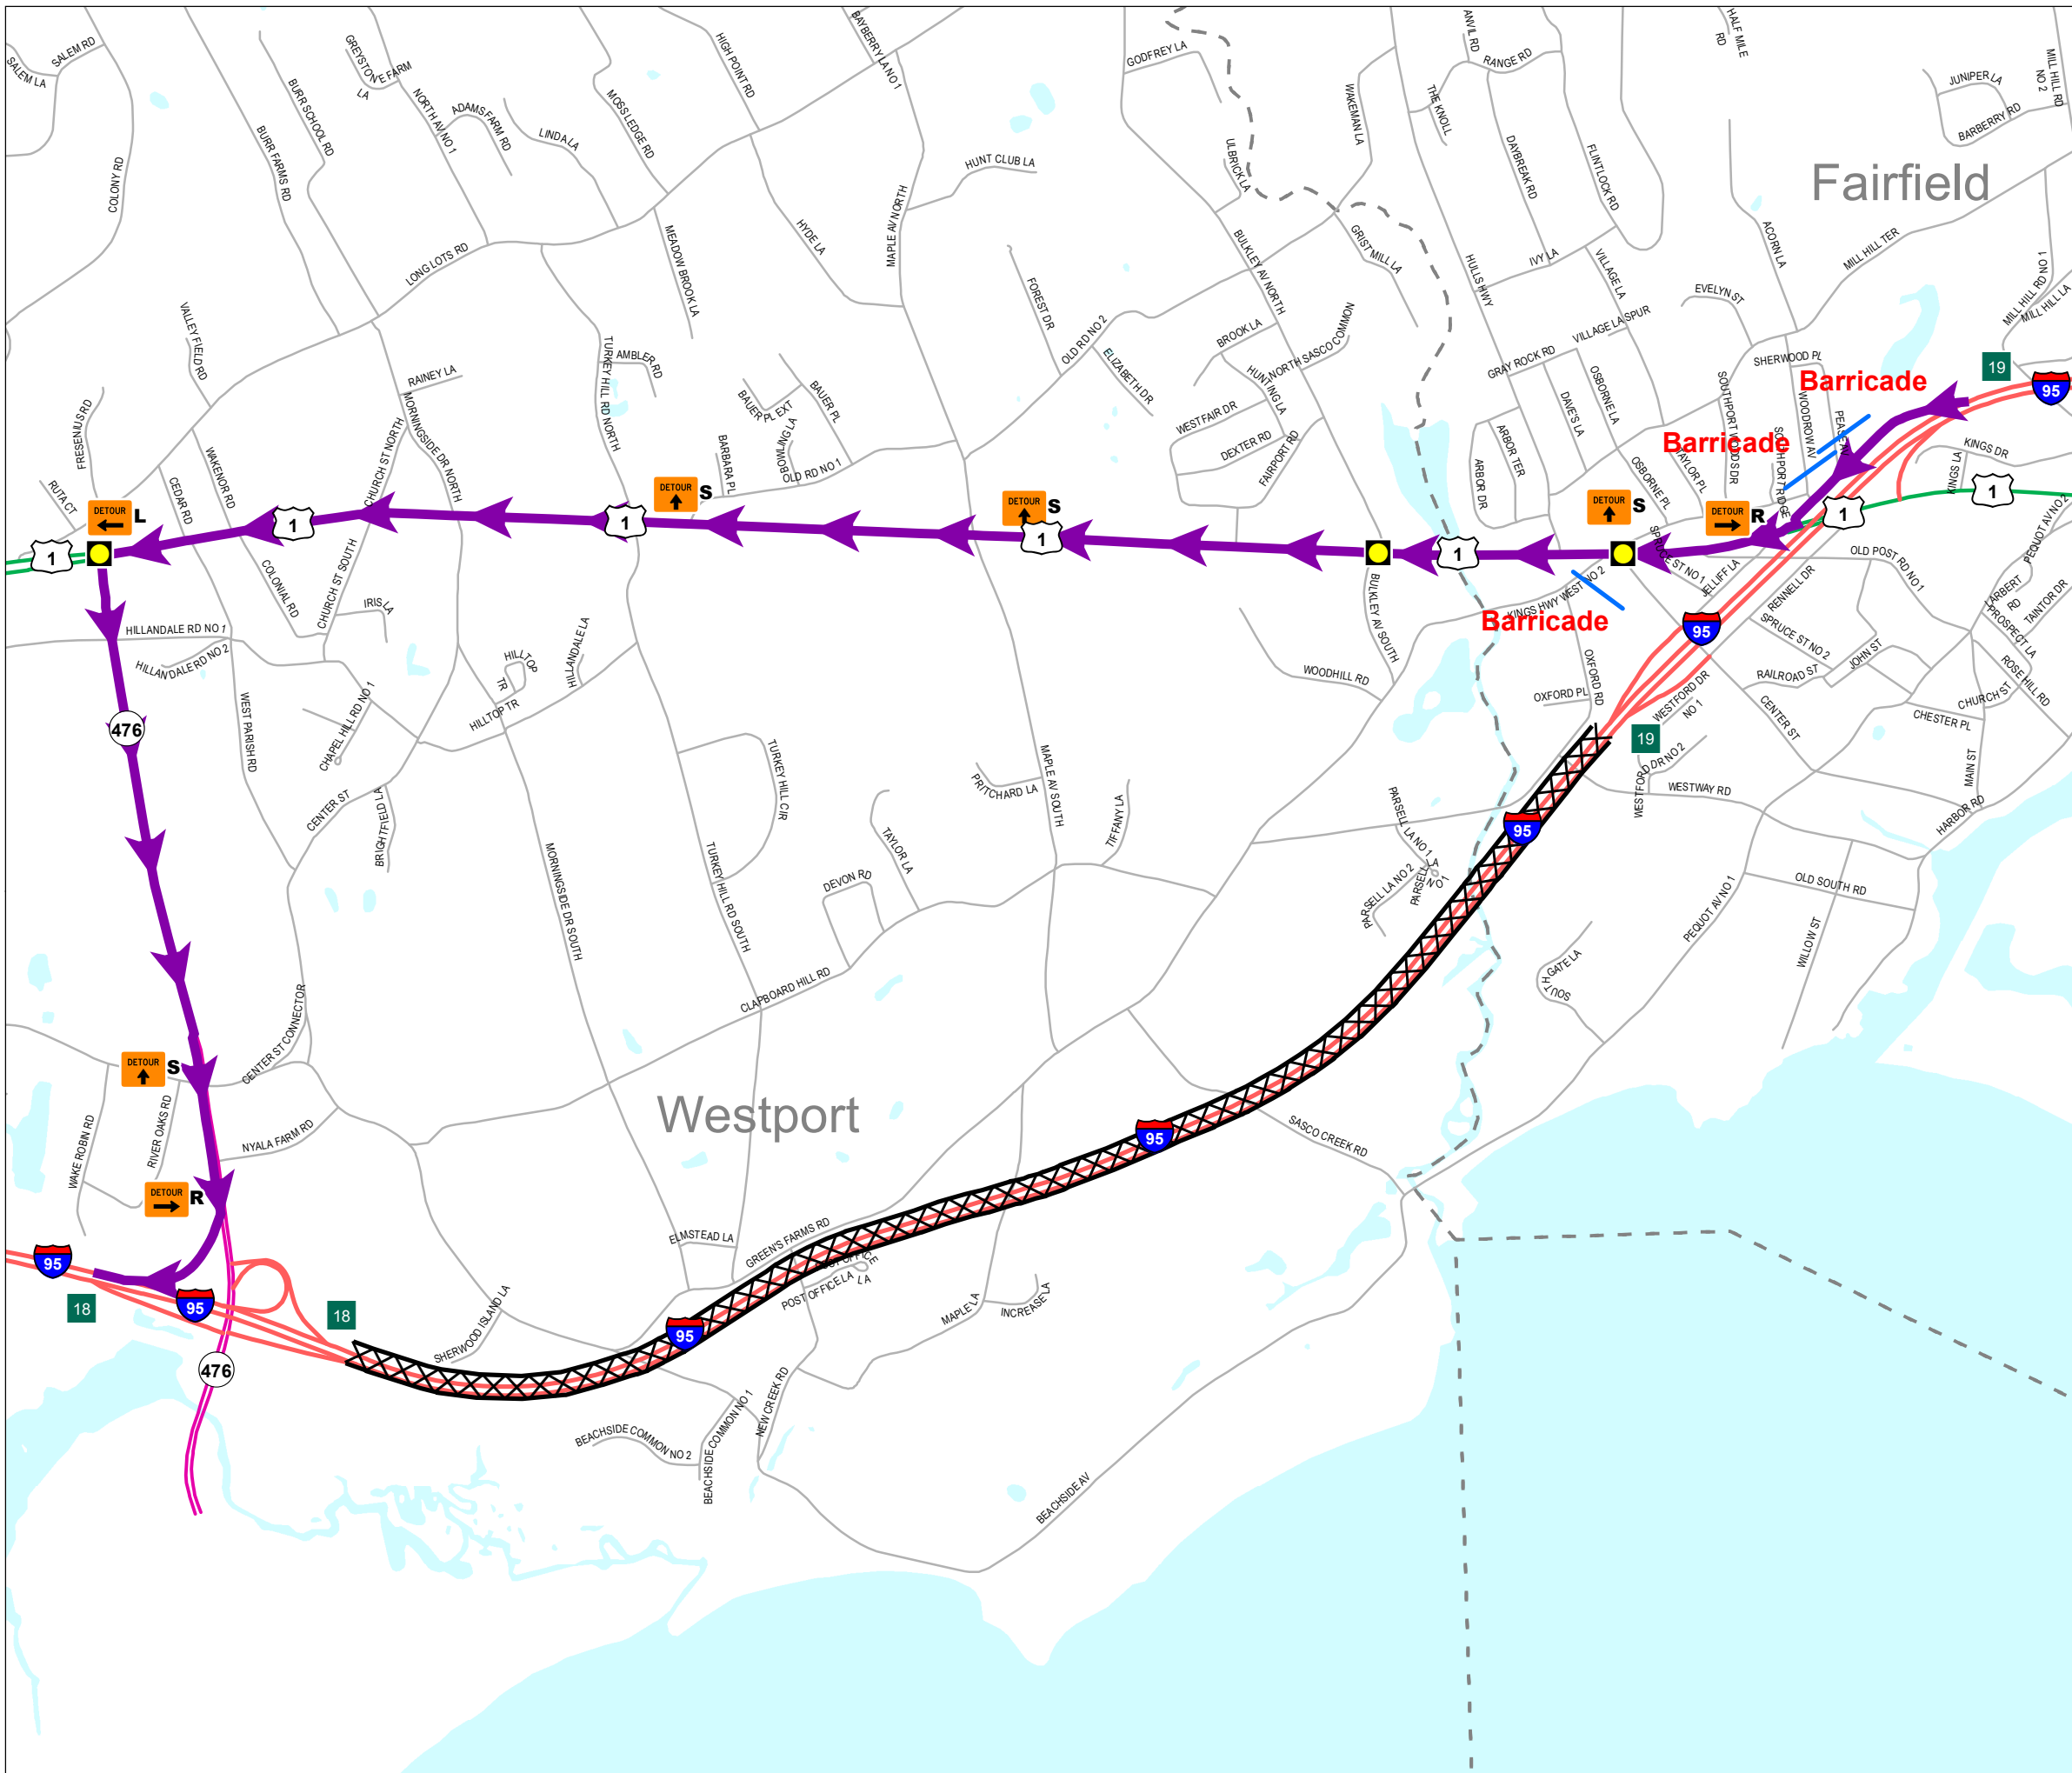 SALEM RD
SALEM LA
COLONY RD
BURR FARMS RD
BURR SCHOOL RD
GREYSTON
E FARM
LA
NORTH AV NO 1
ADAMS FARM RD
LINDA LA
MOSS LEDGE RD
HIGH POINT RD
BAYBERRY LA NO 1
GODFREY LA
ULBRICK LA
WAKEMAN LA
ANVIL RD
RANGE RD
THE KNOLL
DAYBREAK RD
FLINTLOCK RD
HALF MILE
RD
JUNIPER LA
BARBERRY RD
MILL HILL RD
NO 2
Fairfield
HUNT CLUB LA
MAPLE AV NORTH
HYDE LA
MEADOW BROOK LA
LONG LOTS RD
FOREST DR
OLD RD NO 2
ELIZABETH DR
BULKLEY AV NORTH
GRIST MILL LA
HULLS HWY
IVY LA
VILLAGE LA
ACORN LA
MILL HILL TER
MILL HILL RD NO 1
MILL HILL LA
EVELYN ST
VILLAGE LA SPUR
GRAY ROCK RD
BROOK LA
NORTH SASCO COMMON
HUNTING LA
WESTFAIR DR
DEXTER RD
FAIRPORT RD
VALLEY FIELD RD
RAINEY LA
TURKEY HILL RD NORTH
AMBLER RD
BAUER PL EXT
BAUER PL
BOWTLING LA
BARBARA PL
OLD RD NO 1
FRESENIUS RD
RUTA CT
CEDAR RD
WAKENOR RD
CHURCH ST NORTH
MORNINGSIDE DR NORTH
ARBOR DR
ARBOR TER
DAVE'S LA
OSBORNE LA
OSBORNE PL
TAYLOR PL
SOUTHPORT WOODS DR
SOUTHPORT RIDGE
WOODROW AV
SHERWOOD PL
Barricade
Barricade
Barricade
19
95
KINGS DR
KINGS LA
PEQUOT AV NO 2
DETOUR
L
DETOUR
S
DETOUR
S
DETOUR
S
DETOUR
R
1
1
1
1
1
1
1
SPRUCE ST NO 1
JELLIFF LA
RENNELL DR
OLD POST RD NO 1
LARBERT
RD
PROSPECT LA
TAINTOR DR
ROSE HILL RD
SPRUCE ST NO 2
RAILROAD ST
JOHN ST
CHURCH ST
CHESTER PL
MAIN ST
CENTER ST
HARBOR RD
KINGS HWY WEST NO 2
OXFORD RD
OXFORD PL
WESTFORD DR
NO 1
WESTFORD DR NO 2
WESTWAY RD
95
19
BULKLEY AV SOUTH
WOODHILL RD
COLONIAL RD
CHURCH ST SOUTH
IRIS LA
HILLANDALE RD NO 1
HILLANDALE RD NO 2
HILLTOP
TR
HILLTOP TR
HILLANDALE LA
WEST PARISH RD
CHAPEL HILL RD NO 1
CENTER ST
BRIGHTFIELD LA
476
MORNINGSIDE DR SOUTH
TURKEY HILL CIR
TURKEY HILL RD SOUTH
DEVON RD
TAYLOR LA
PRITCHARD LA
MAPLE AV SOUTH
TIFFANY LA
PARSELL LA NO 1
PARSELL LA NO 2
PARSELL LA
NO 1
95
OLD SOUTH RD
PEQUOT AV NO 1
WILLOW ST
SOUTH GATE LA
CLAPBOARD HILL RD
CENTER ST CONNECTOR
DETOUR
S
WAKE ROBIN RD
RIVER OAKS RD
NYALA FARM RD
Westport
DETOUR
R
95
SASCO CREEK RD
ELMSTEAD LA
GREEN'S FARMS RD
POST OFFICE LA
LA
MAPLE LA
INCREASE LA
95
18
95
18
95
476
SHERWOOD ISLAND LA
BEACHSIDE COMMON NO 2
BEACHSIDE COMMON NO 1
NEW CREEK RD
BEACHSIDE AV